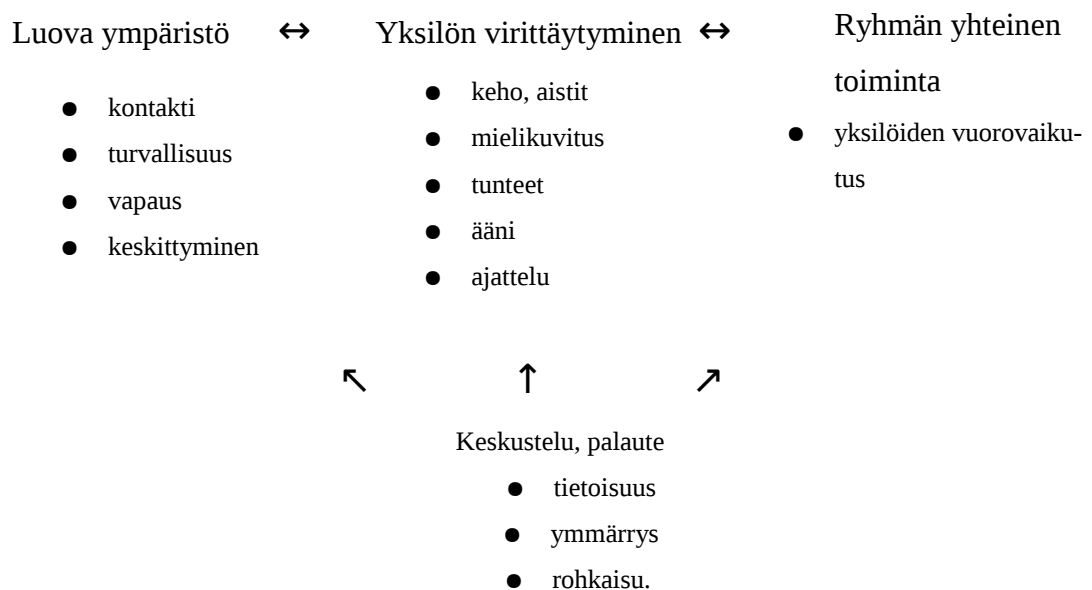 Luova ympäristö ↔ Yksilön virittäytyminen ↔ Ryhmän yhteinen
toiminta
● kontakti
● turvallisuus
● vapaus
● keskittyminen
● keho, aistit
● mielikuvitus
● tunteet
● ääni
● ajattelu
● yksilöiden vuorovaiku-
tus
↖ ↑ ↗
Keskustelu, palaute
● tietoisuus
● ymmärrys
● rohkaisu.